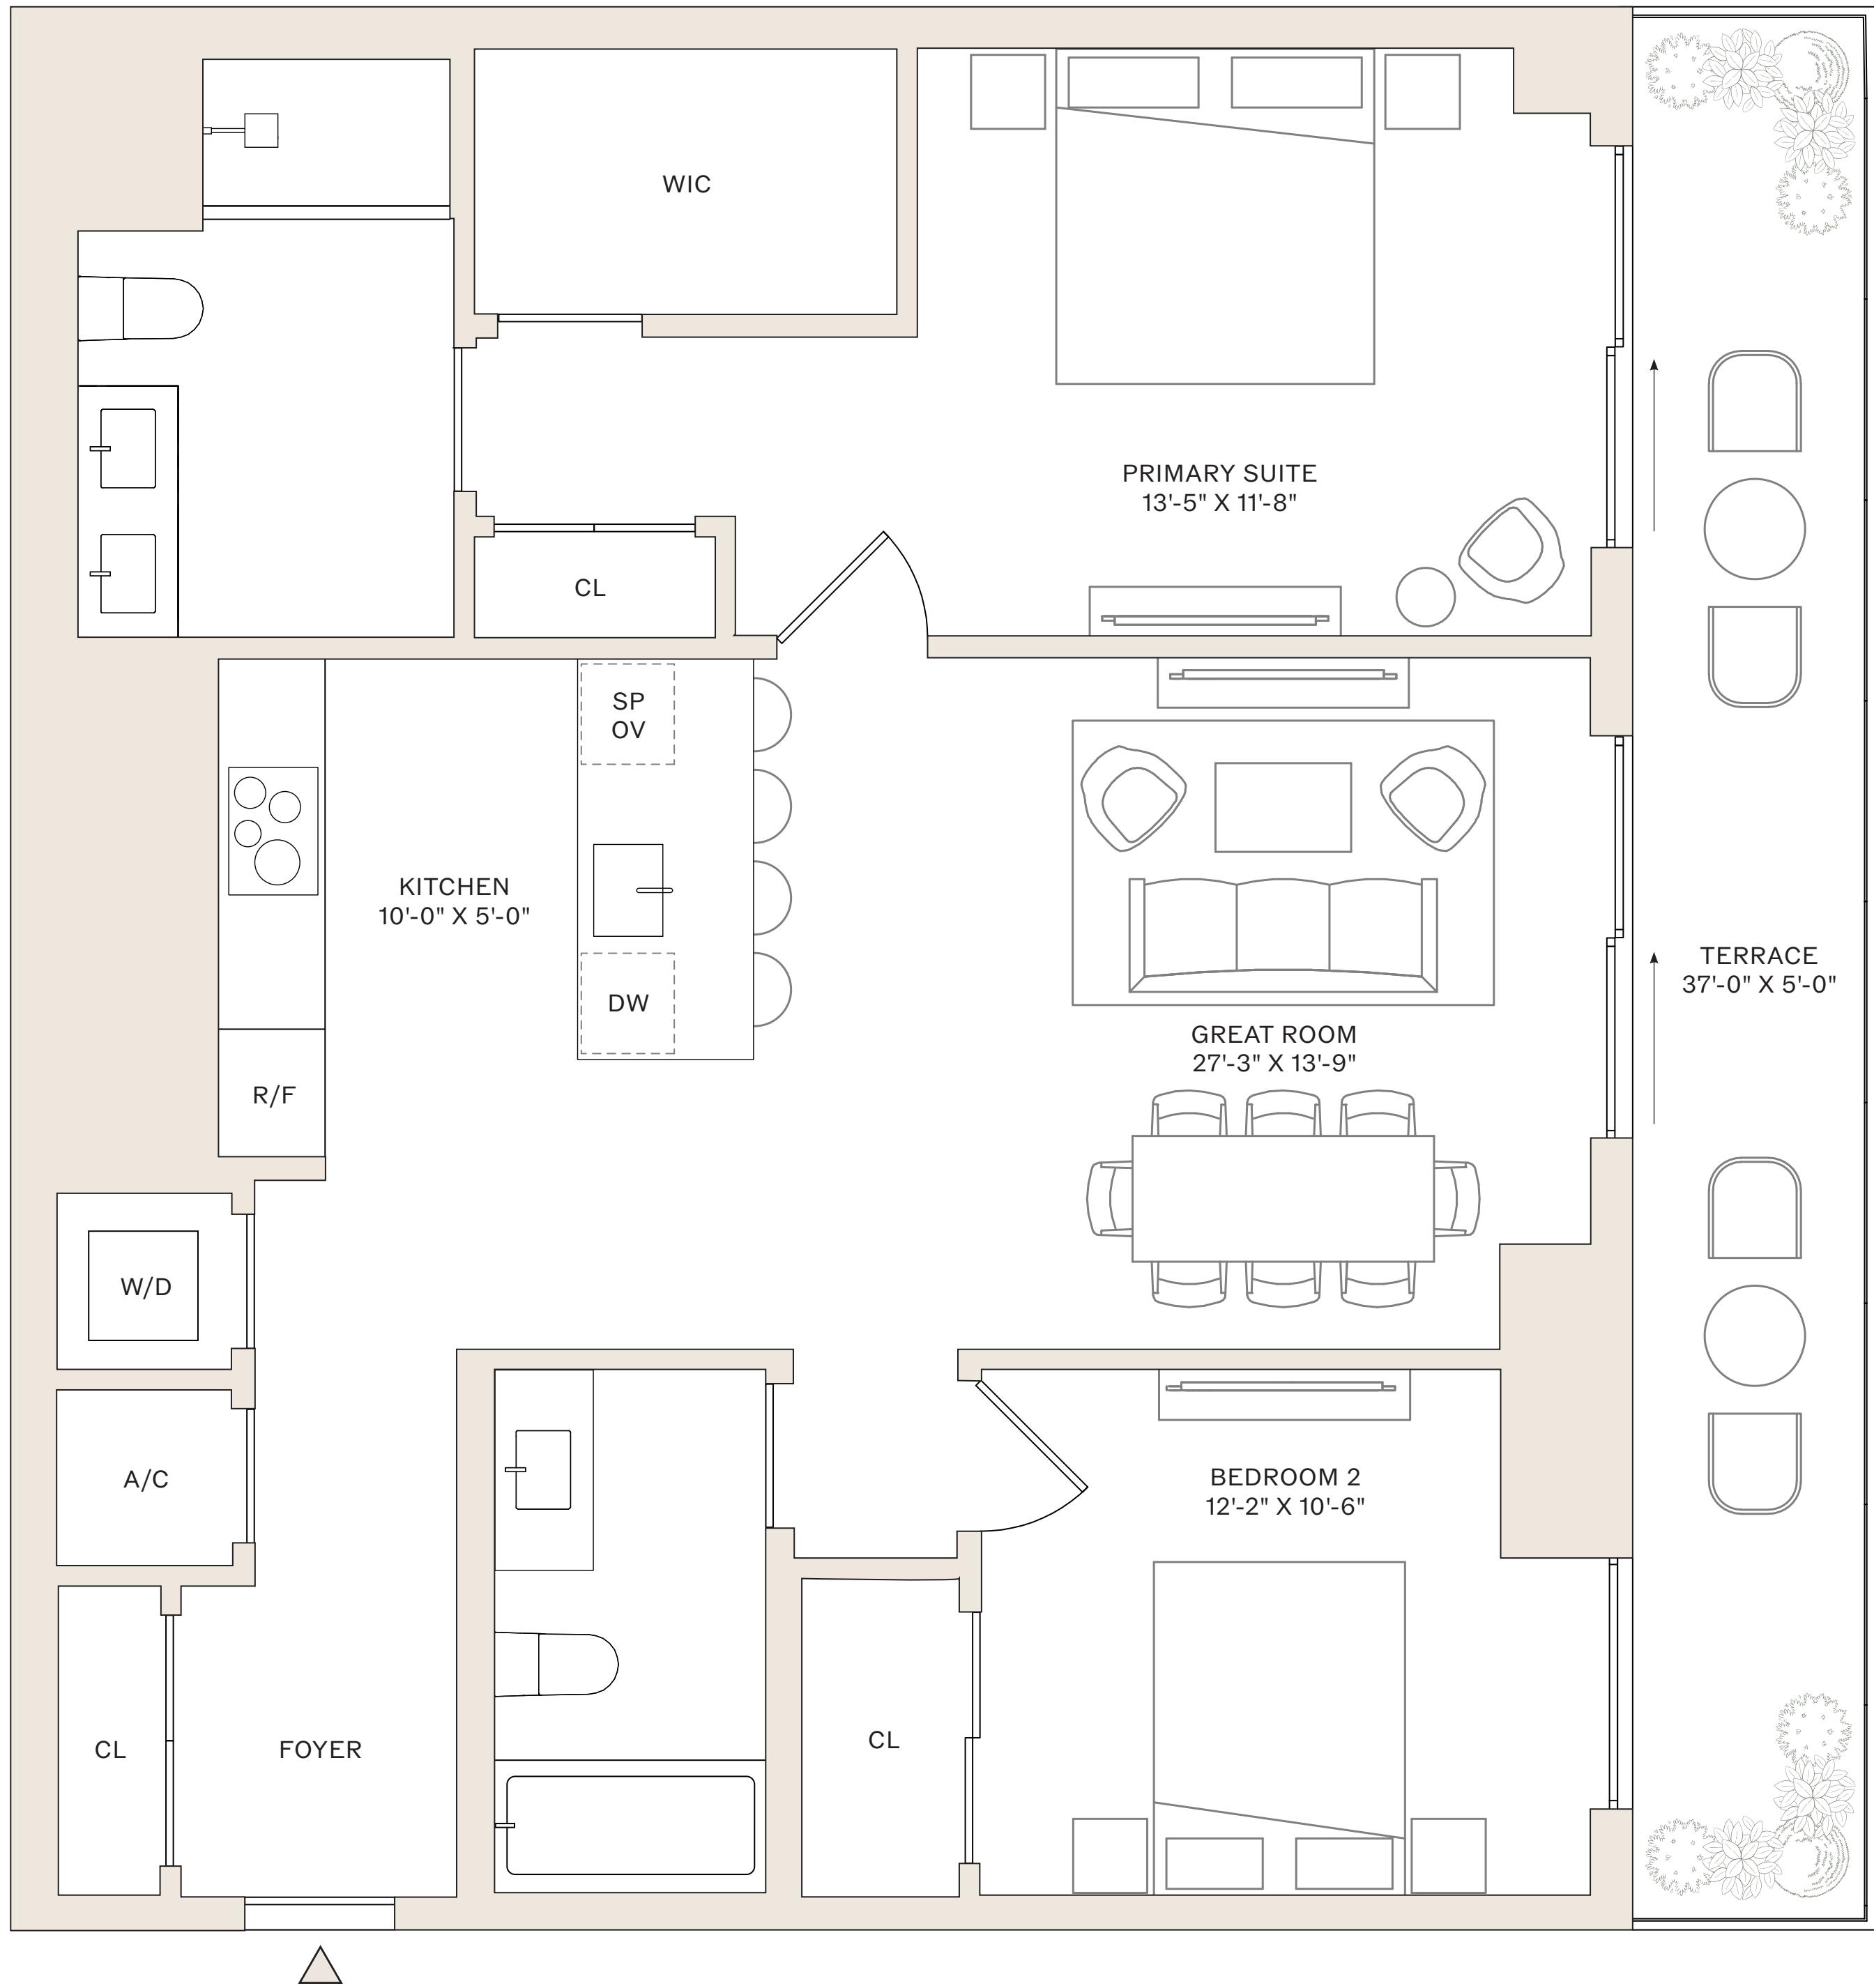 WIC
PRIMARY SUITE
13'-5" X 11'-8"
CL
SP
OV
KITCHEN
10'-0" X 5'-0"
DW
R/F
TERRACE
37'-0" X 5'-0"
GREAT ROOM
27'-3" X 13'-9"
W/D
A/C
BEDROOM 2
12'-2" X 10'-6"
CL
FOYER
CL